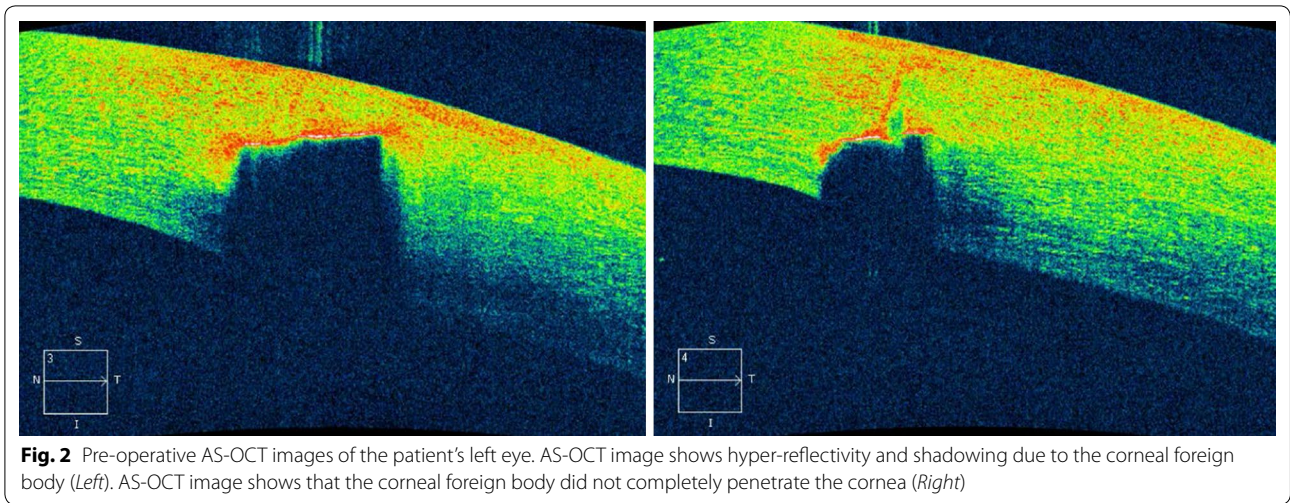 3
S
N T
I
4
S
N T
I
Fig. 2 Pre-operative AS-OCT images of the patient's left eye. AS-OCT image shows hyper-reflectivity and shadowing due to the corneal foreign
body (Left). AS-OCT image shows that the corneal foreign body did not completely penetrate the cornea (Right)